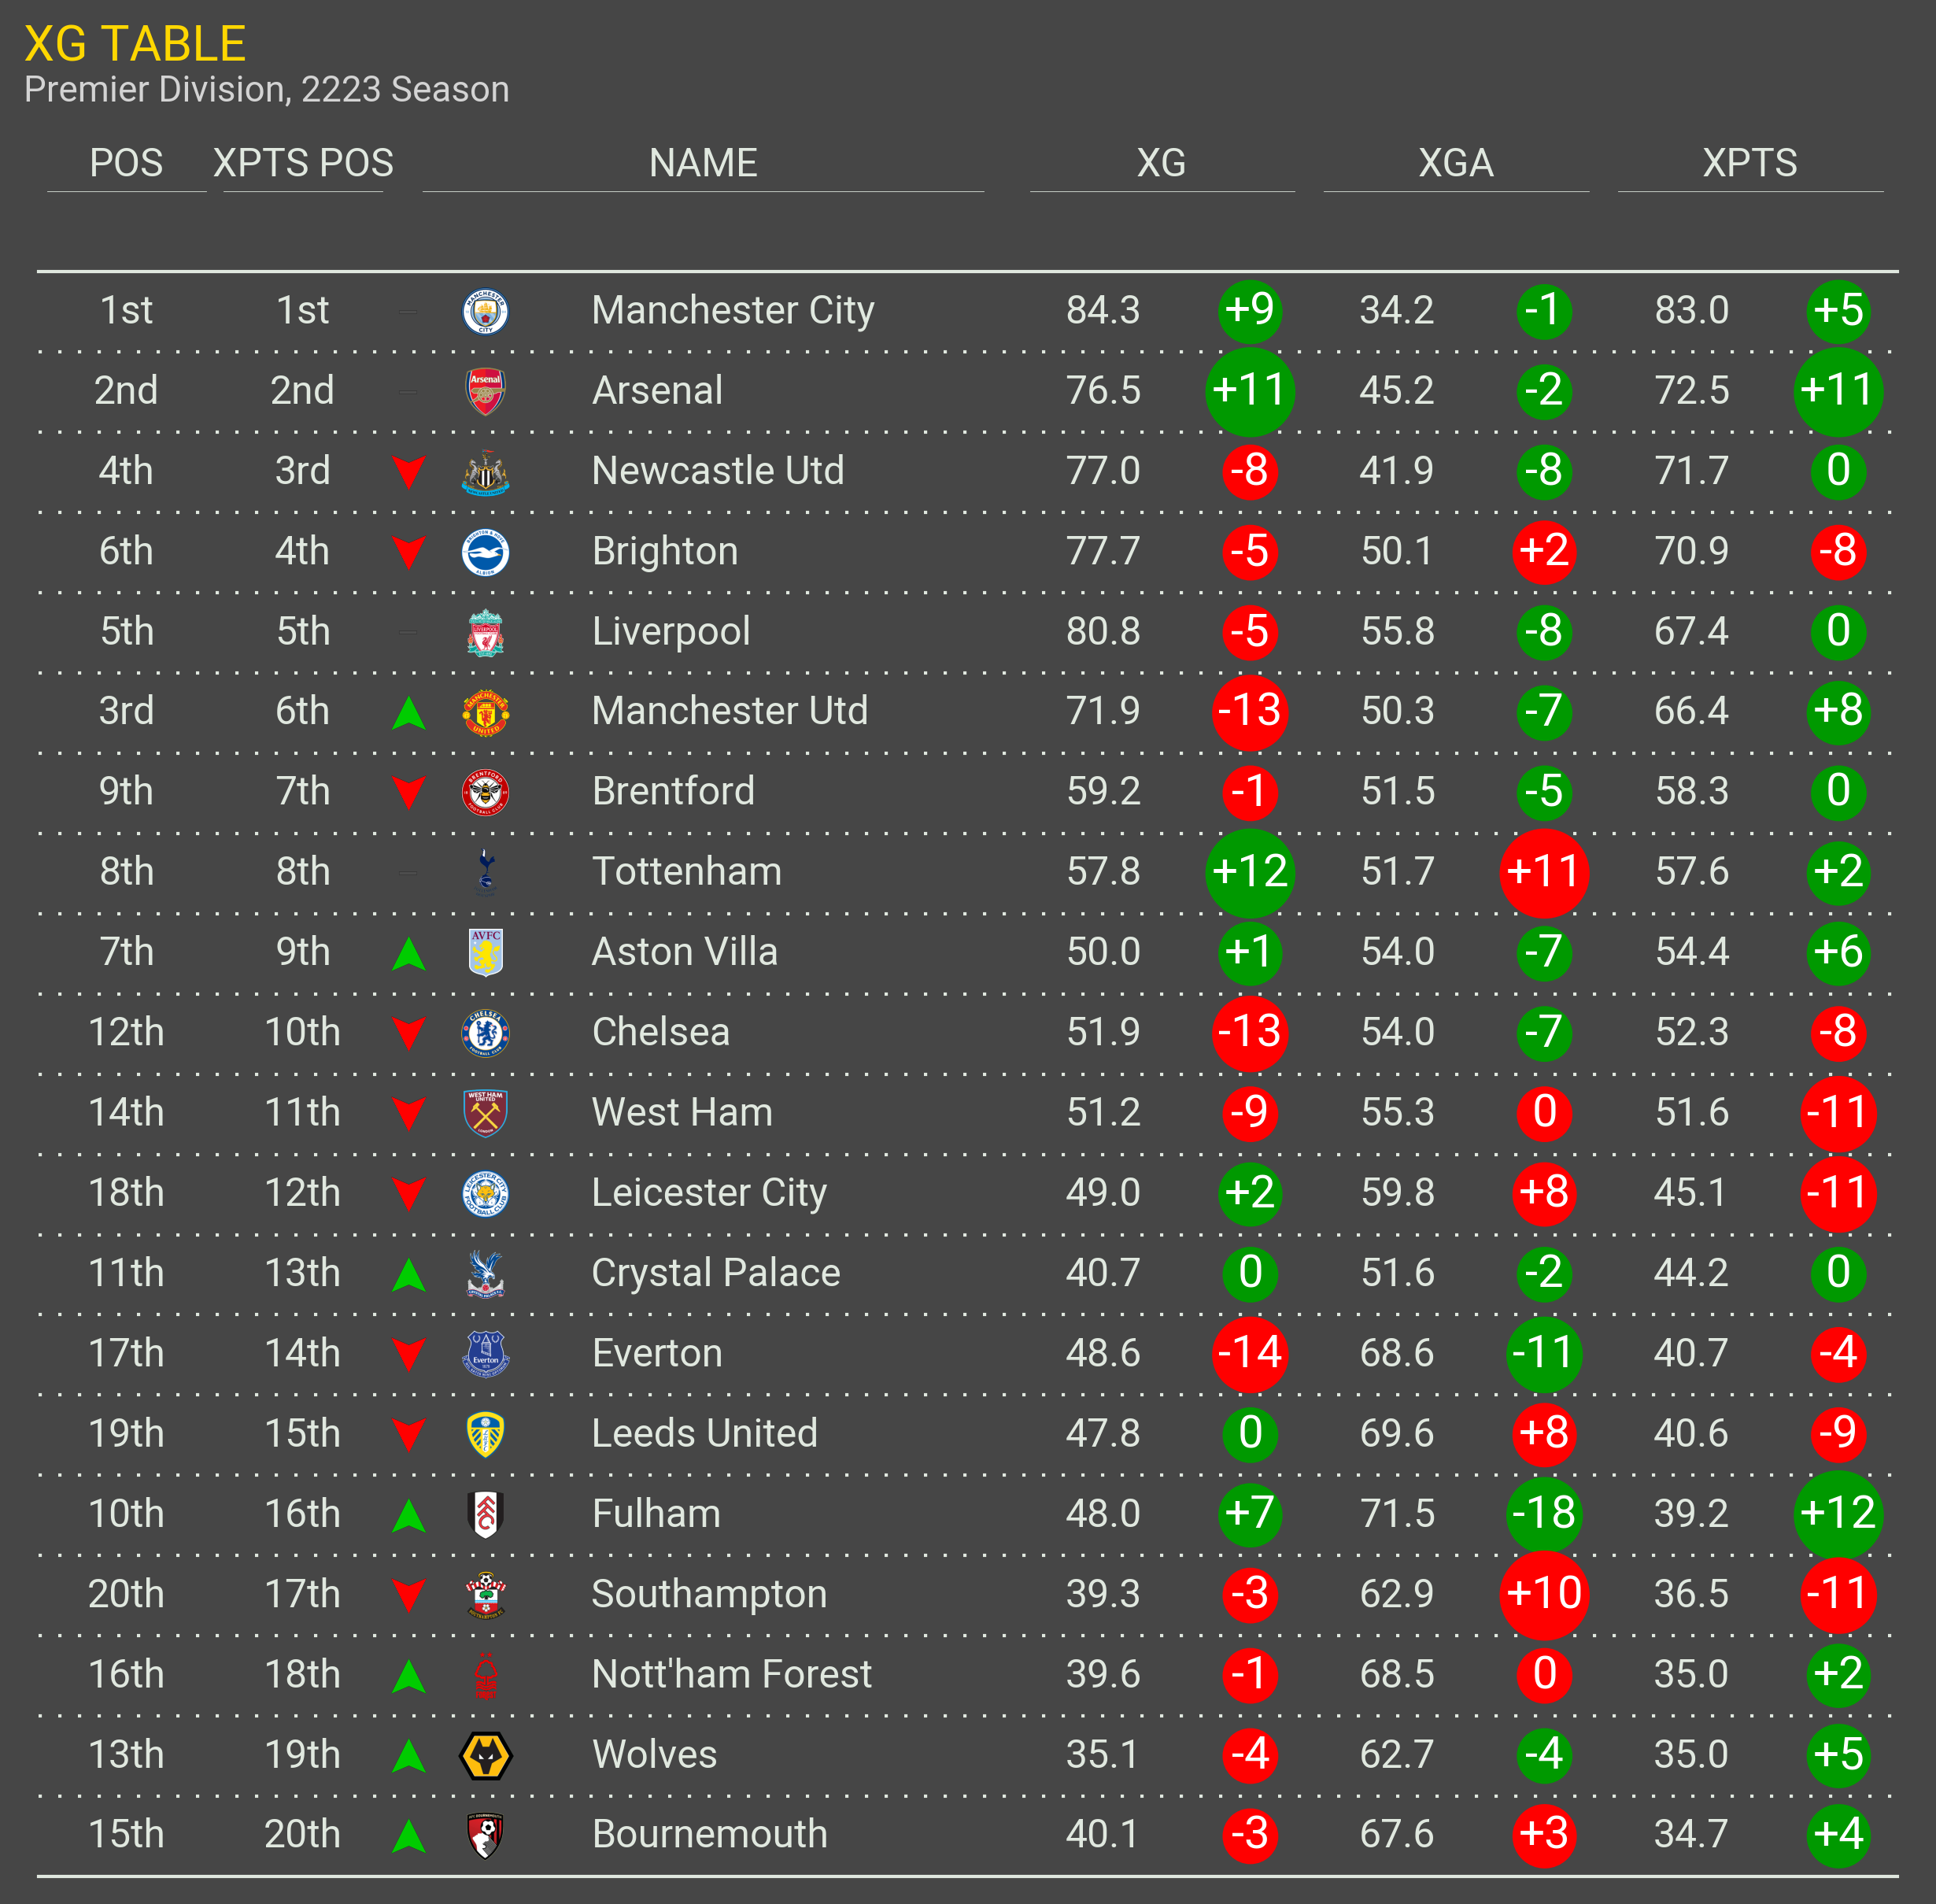 XG TABLE
Premier Division, 2223 Season
POS XPTS POS NAME XG XGA XPTS
1st 1st – Manchester City 84.3 +9 34.2 -1 83.0 +5
2nd 2nd – Arsenal 76.5 +11 45.2 -2 72.5 +11
4th 3rd Newcastle Utd 77.0 -8 41.9 -8 71.7 0
6th 4th Brighton 77.7 -5 50.1 +2 70.9 -8
5th 5th – Liverpool 80.8 -5 55.8 -8 67.4 0
3rd 6th Manchester Utd 71.9 -13 50.3 -7 66.4 +8
9th 7th Brentford 59.2 -1 51.5 -5 58.3 0
8th 8th – Tottenham 57.8 +12 51.7 +11 57.6 +2
7th 9th AVFC Aston Villa 50.0 +1 54.0 -7 54.4 +6
12th 10th Chelsea 51.9 -13 54.0 -7 52.3 -8
14th 11th West Ham 51.2 -9 55.3 0 51.6 -11
18th 12th Leicester City 49.0 +2 59.8 +8 45.1 -11
11th 13th Crystal Palace 40.7 0 51.6 -2 44.2 0
17th 14th Everton 48.6 -14 68.6 -11 40.7 -4
19th 15th Leeds United 47.8 0 69.6 +8 40.6 -9
10th 16th Fulham 48.0 +7 71.5 -18 39.2 +12
20th 17th Southampton 39.3 -3 62.9 +10 36.5 -11
16th 18th Nott'ham Forest 39.6 -1 68.5 0 35.0 +2
13th 19th Wolves 35.1 -4 62.7 -4 35.0 +5
15th 20th Bournemouth 40.1 -3 67.6 +3 34.7 +4